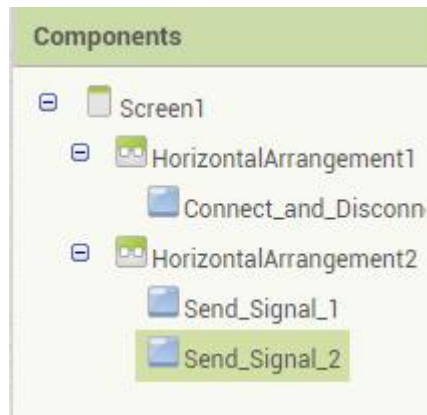 Components
Screen1
HorizontalArrangement1
Connect_and_Disconn
HorizontalArrangement2
Send_Signal_1
Send_Signal_2